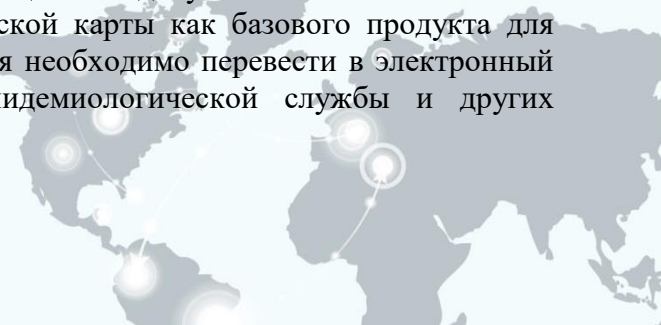 ской карты как базового продукта для
я необходимо перевести в электронный
идемиологической службы и других